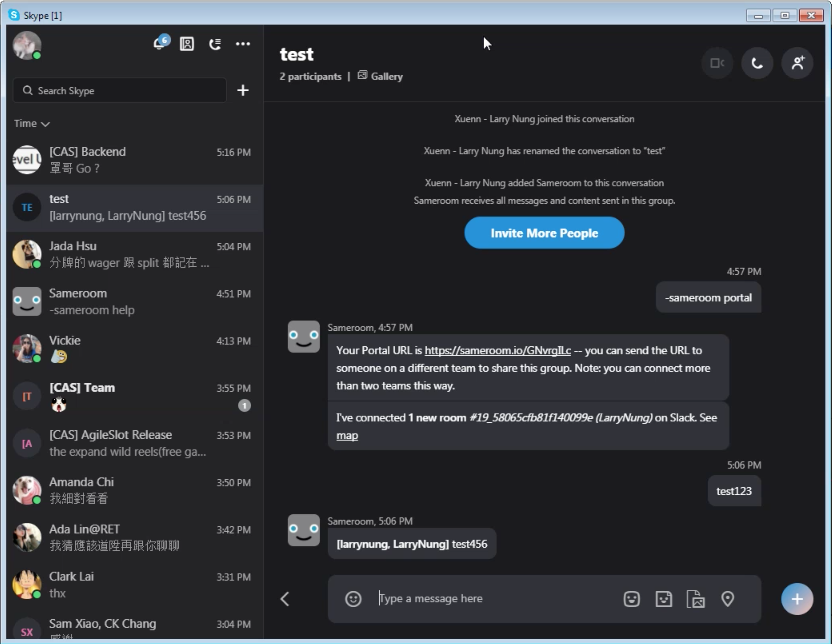 Skype [1]
6
Search Skype
Time
evel U
[CAS] Backend
5:16 PM
覃哥 Go ?
TE
test
5:06 PM
[larrynung, LarryNung] test456
Jada Hsu
5:04 PM
分牌的 wager 跟 split 都記在 ...
Sameroom
4:51 PM
-sameroom help
Vickie
4:13 PM
[T
[CAS] Team
3:55 PM
1
[A
[CAS] AgileSlot Release
3:53 PM
the expand wild reels(free ga...
Amanda Chi
3:50 PM
我細對看看
Ada Lin@RET
3:42 PM
我猜應該道陞再跟你聊聊
Clark Lai
3:31 PM
thx
SX
Sam Xiao, CK Chang
3:04 PM
test
2 participants | Gallery
Xuenn - Larry Nung joined this conversation
Xuenn - Larry Nung has renamed the conversation to "test"
Xuenn - Larry Nung added Sameroom to this conversation
Sameroom receives all messages and content sent in this group.
Invite More People
4:57 PM
-sameroom portal
Sameroom, 4:57 PM
Your Portal URL is https://sameroom.io/GNvrgILc -- you can send the URL to
someone on a different team to share this group. Note: you can connect more
than two teams this way.
I've connected 1 new room #19_58065cfb81f140099e (LarryNung) on Slack. See
map
5:06 PM
test123
Sameroom, 5:06 PM
[larrynung, LarryNung] test456
Type a message here